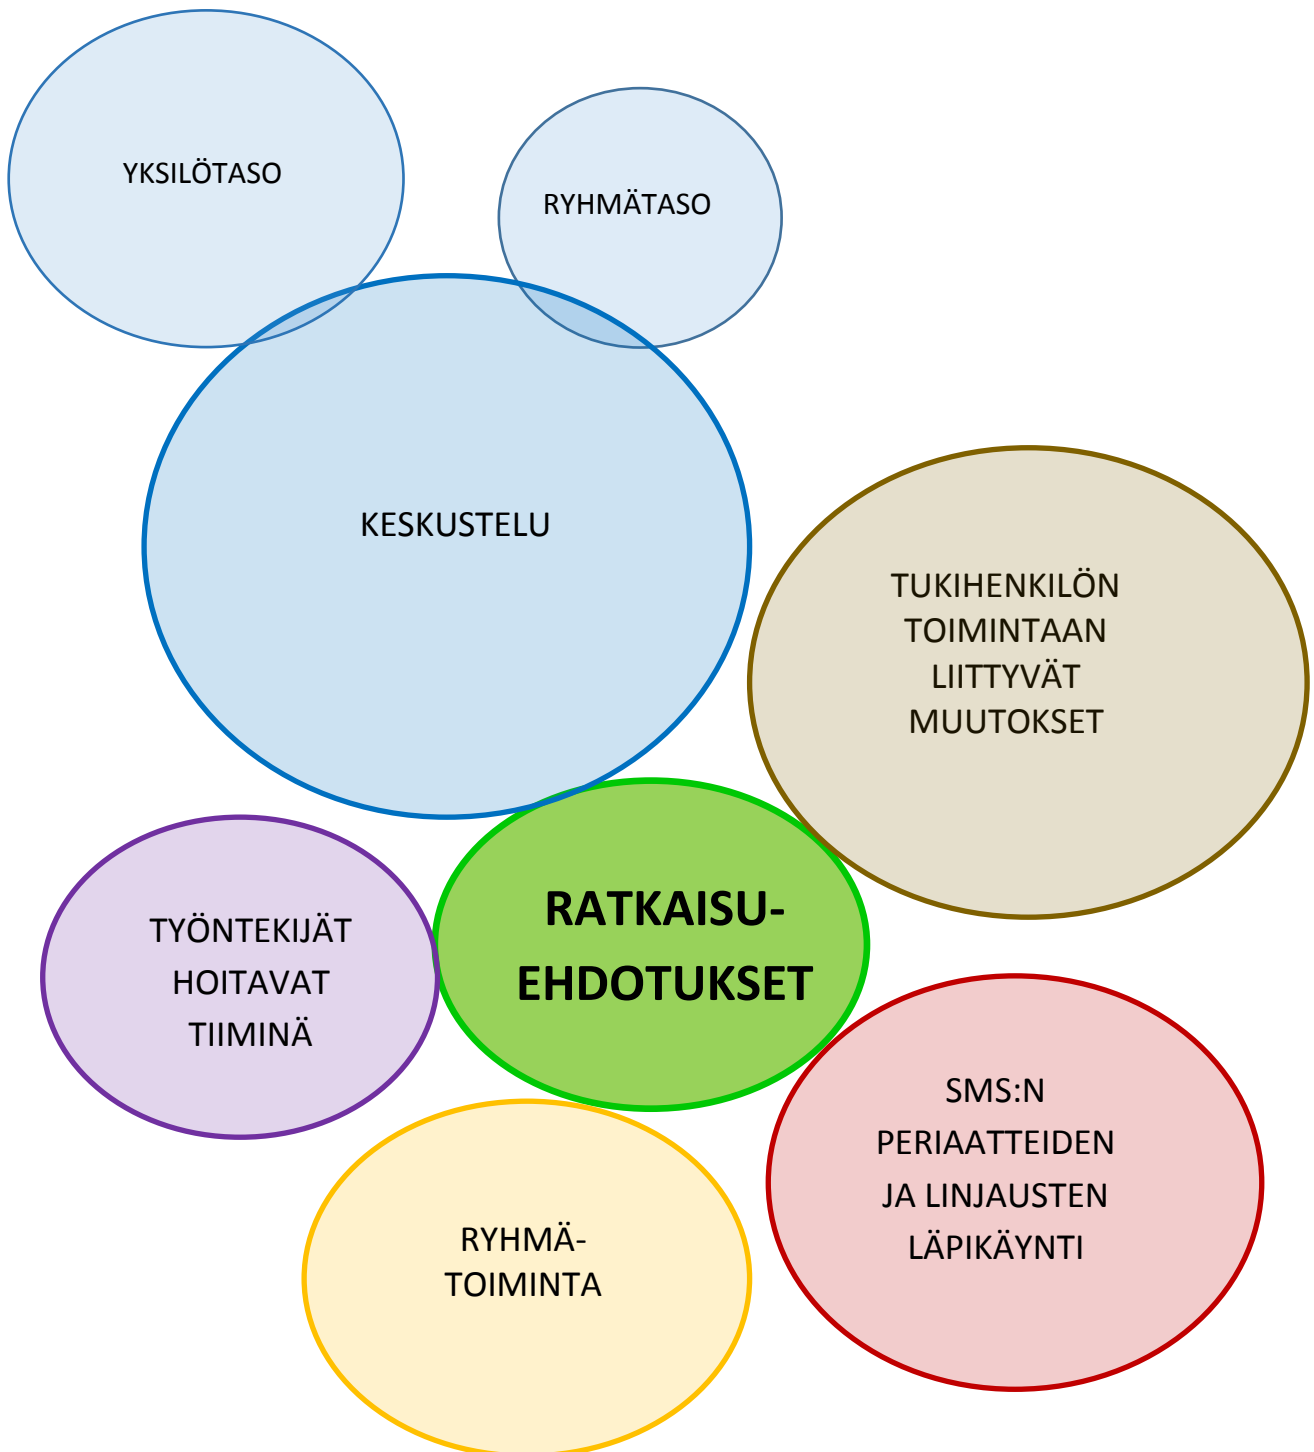 YKSILÖTASO
RYHMÄTASO
KESKUSTELU
TUKIHENKILÖN
TOIMINTAAN
LIITTYVÄT
MUUTOKSET
RATKAISU-
EHDOTUKSET
TYÖNTEKIJÄT
HOITAVAT
TIIMINÄ
SMS:N
PERIAATTEIDEN
JA LINJAUSTEN
LÄPIKÄYNTI
RYHMÄ-
TOIMINTA